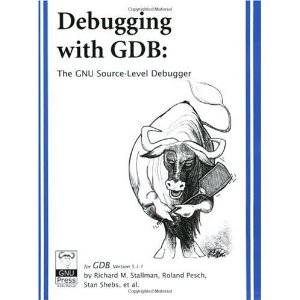 Debugging
with GDB:
The GNU Source-Level Debugger
for GDB Version 5.1.1
by Richard M. Stallman, Roland Pesch,
Stan Shebs, et al.
GNU
Press